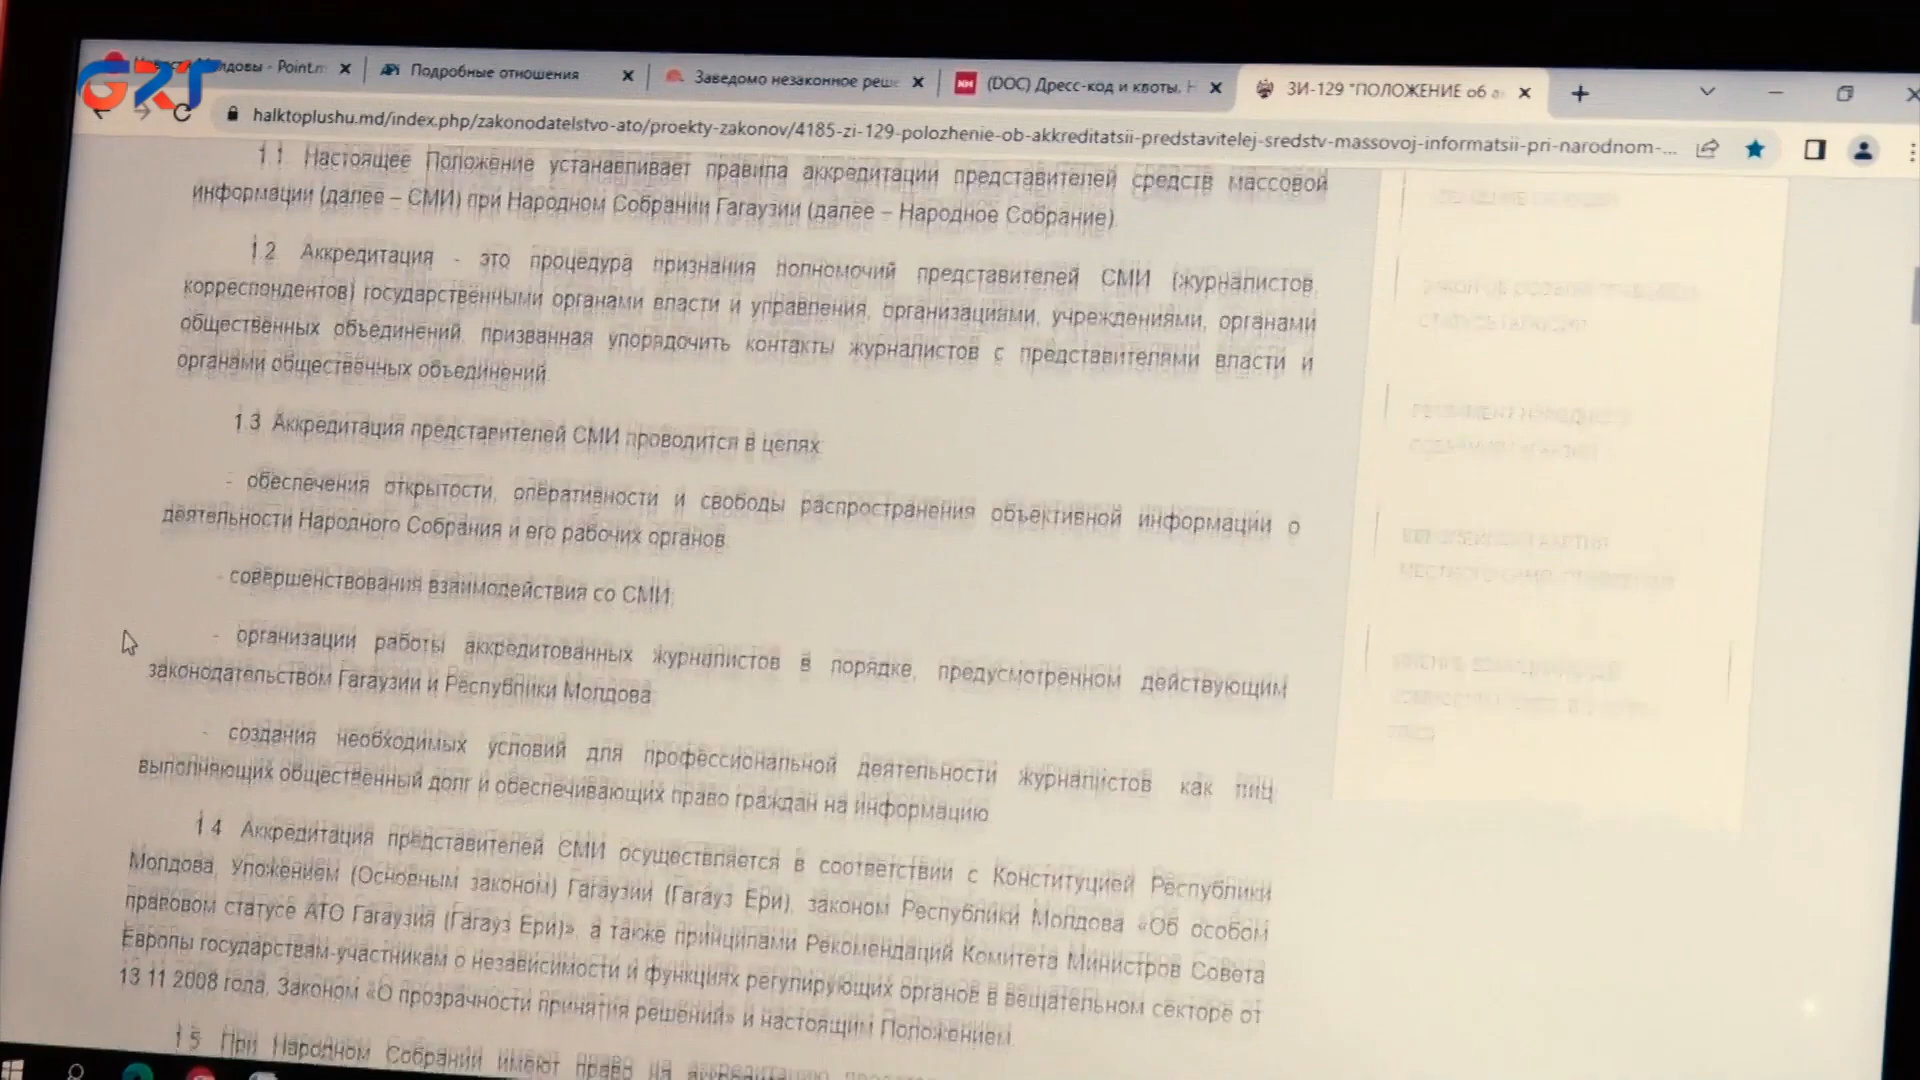 GRT
Новости Молдовы - Point.m
Подробные отношения
Заведомо незаконное реше
(DOC) Дресс-код и квоты. Н
ЗИ-129 "ПОЛОЖЕНИЕ об а
halktoplushu.md/index.php/zakonodatelstvo-ato/proekty-zakonov/4185-zi-129-polozhenie-ob-akkreditatsii-predstavitelej-sredstv-massovoj-informatsii-pri-narodnom-...
1.1 Настоящее Положение устанавливает правила аккредитации представителей средств массовой
информации (далее – СМИ) при Народном Собрании Гагаузии (далее – Народное Собрание).
1.2 Аккредитация - это процедура признания полномочий представителей СМИ (журналистов,
корреспондентов) государственными органами власти и управления, организациями, учреждениями, органами
общественных объединений, призванная упорядочить контакты журналистов с представителями власти и
органами общественных объединений.
1.3 Аккредитация представителей СМИ проводится в целях:
- обеспечения открытости, оперативности и свободы распространения объективной информации о
деятельности Народного Собрания и его рабочих органов;
- совершенствования взаимодействия со СМИ;
- организации работы аккредитованных журналистов в порядке, предусмотренном действующим
законодательством Гагаузии и Республики Молдова;
- создания необходимых условий для профессиональной деятельности журналистов как лиц,
выполняющих общественный долг и обеспечивающих право граждан на информацию.
1.4 Аккредитация представителей СМИ осуществляется в соответствии с Конституцией Республики
Молдова, Уложением (Основным законом) Гагаузии (Гагауз Ери), законом Республики Молдова «Об особом
правовом статусе АТО Гагаузия (Гагауз Ери)», а также принципами Рекомендаций Комитета Министров Совета
Европы государствам-участникам о независимости и функциях регулирующих органов в вещательном секторе от
13.11.2008 года, Законом «О прозрачности принятия решений» и настоящим Положением.
1.5 При Народном Собрании имеют право на аккредитацию